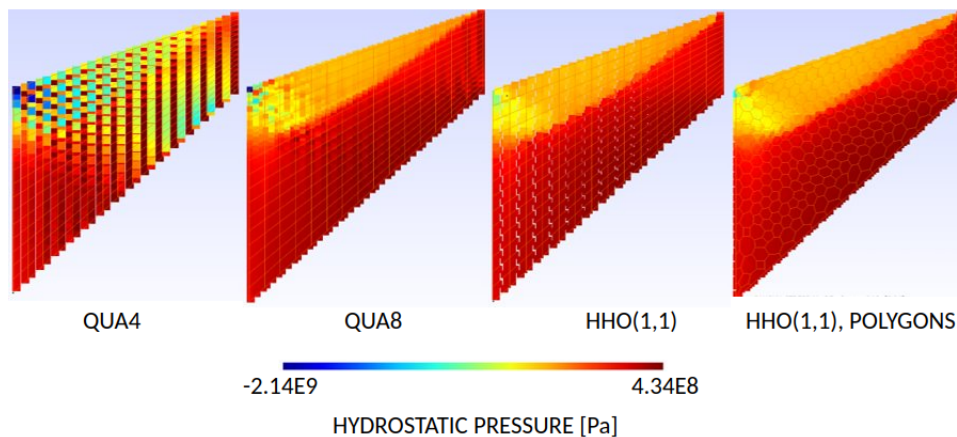 QUA4
QUA8
HHO(1,1)
HHO(1,1), POLYGONS
-2.14E9
4.34E8
HYDROSTATIC PRESSURE [Pa]